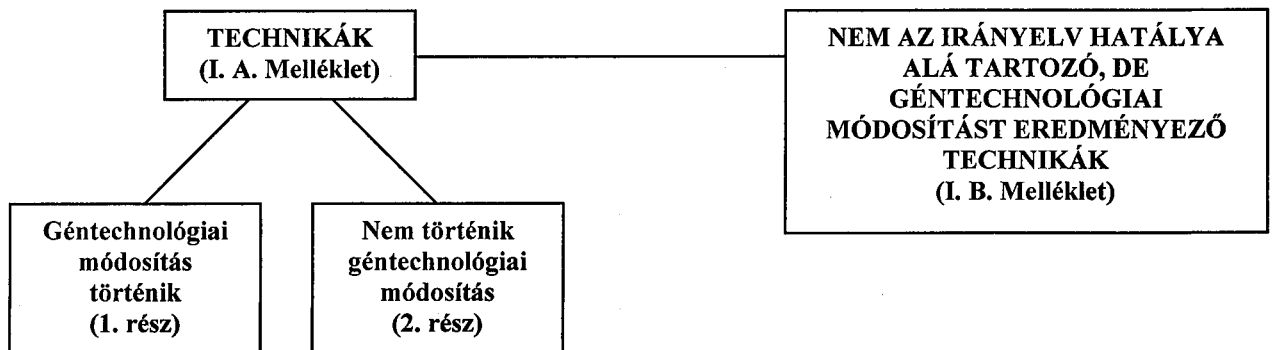 TECHNIKÁK
(I. A. Melléklet)
NEM AZ IRÁNYELV HATÁLYA
ALÁ TARTOZÓ, DE
GÉNTECHNOLÓGIAI
MÓDOSÍTÁST EREDMÉNYEZŐ
TECHNIKÁK
(I. B. Melléklet)
Géntechnológiai
módosítás
történik
(1. rész)
Nem történik
géntechnológiai
módosítás
(2. rész)